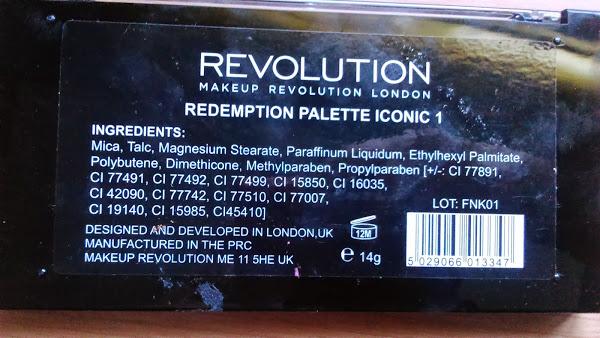 REVOLUTION
MAKEUP REVOLUTION LONDON
REDEMPTION PALETTE ICONIC 1
INGREDIENTS:
Mica, Talc, Magnesium Stearate, Paraffinum Liquidum, Ethylhexyl Palmitate,
Polybutene, Dimethicone, Methylparaben, Propylparaben [+/-: CI 77891,
CI 77491, CI 77492, CI 77499, CI 15850, CI 16035,
CI 42090, CI 77742, CI 77510, CI 77007,
CI 19140, CI 15985, CI45410]
LOT: FNK01
DESIGNED AND DEVELOPED IN LONDON,UK
MANUFACTURED IN THE PRC
MAKEUP REVOLUTION ME 11 5HE UK
12M
e 14g
5 029066 013347